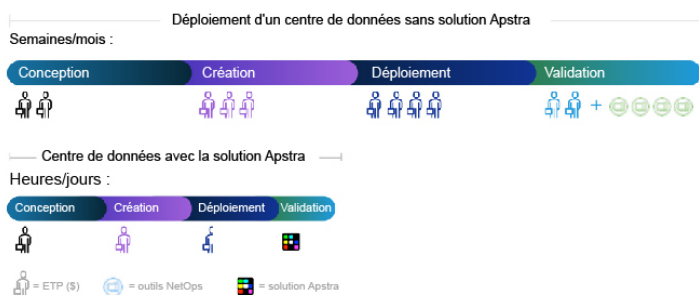 Déploiement d'un centre de données sans solution Apstra
Semaines/mois :
Conception Création Déploiement Validation
+
Centre de données avec la solution Apstra
Heures/jours :
Conception Création Déploiement Validation
= ETP ($) = outils NetOps = solution Apstra